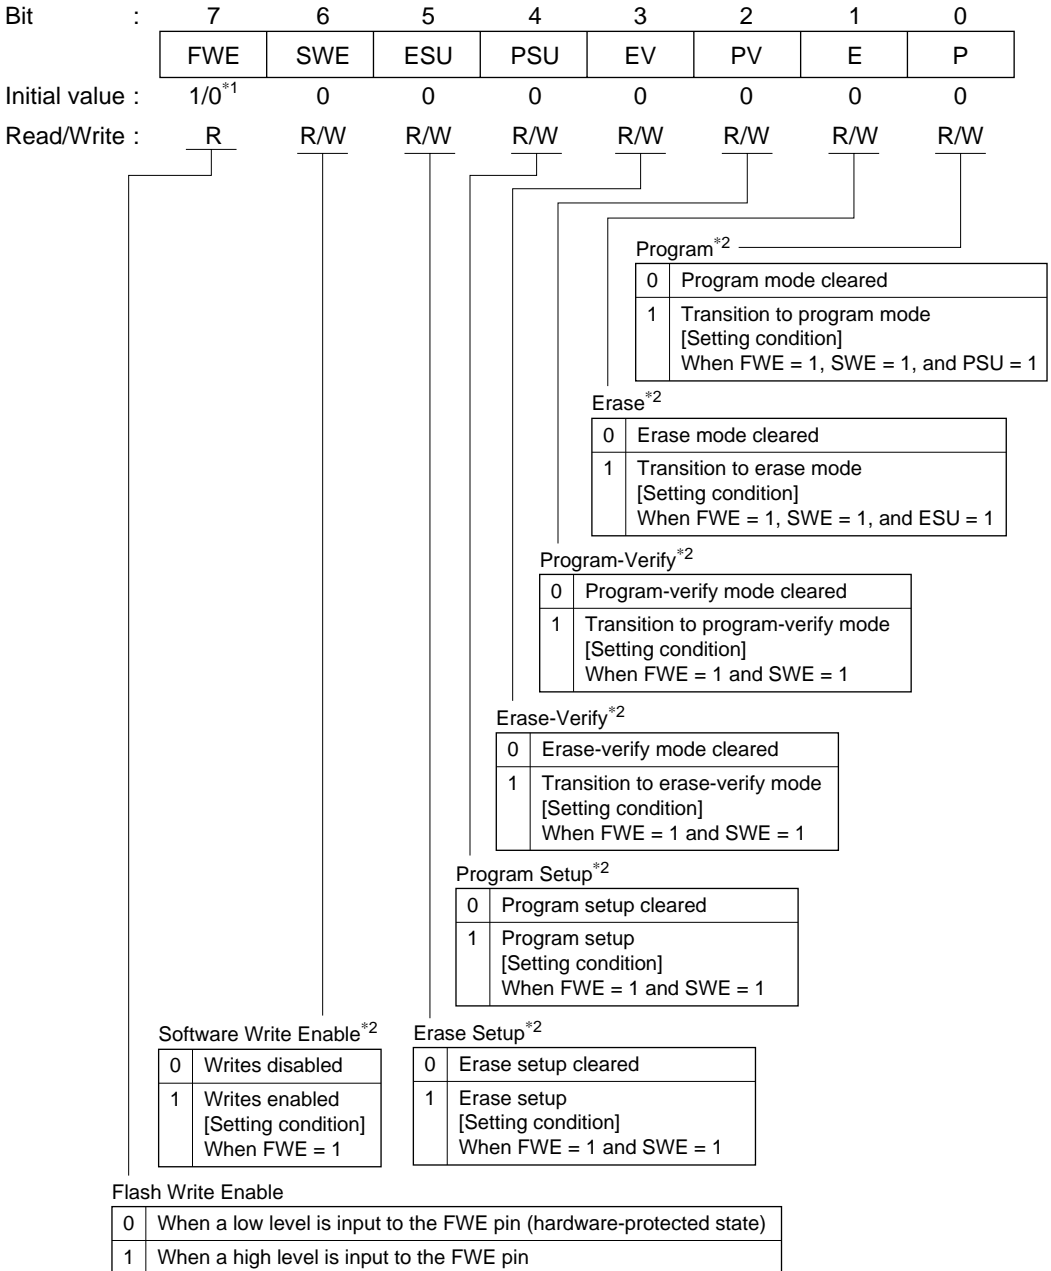 Bit : 7 6 5 4 3 2 1 0
FWE SWE ESU PSU EV PV E P
Initial value : 1/0*1 0 0 0 0 0 0 0
Read/Write : R R/W R/W R/W R/W R/W R/W R/W
Program*2
0 Program mode cleared
1 Transition to program mode
[Setting condition]
When FWE = 1, SWE = 1, and PSU = 1
Erase*2
0 Erase mode cleared
1 Transition to erase mode
[Setting condition]
When FWE = 1, SWE = 1, and ESU = 1
Program-Verify*2
0 Program-verify mode cleared
1 Transition to program-verify mode
[Setting condition]
When FWE = 1 and SWE = 1
Erase-Verify*2
0 Erase-verify mode cleared
1 Transition to erase-verify mode
[Setting condition]
When FWE = 1 and SWE = 1
Program Setup*2
0 Program setup cleared
1 Program setup
[Setting condition]
When FWE = 1 and SWE = 1
Software Write Enable*2
0 Writes disabled
1 Writes enabled
[Setting condition]
When FWE = 1
Erase Setup*2
0 Erase setup cleared
1 Erase setup
[Setting condition]
When FWE = 1 and SWE = 1
Flash Write Enable
0 When a low level is input to the FWE pin (hardware-protected state)
1 When a high level is input to the FWE pin